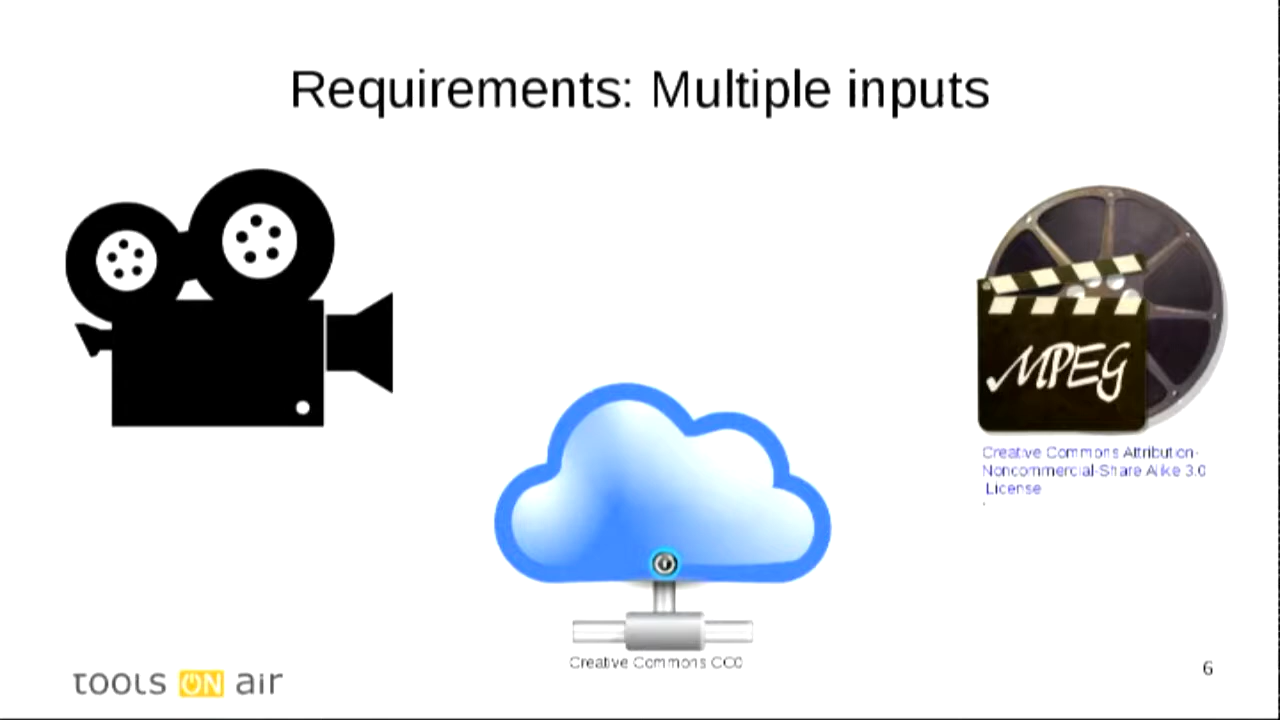 Requirements: Multiple inputs
MPEG
Creative Commons Attribution-
Noncommercial-Share Alike 3.0
License
.
Creative Commons CC0
tools ON air
6